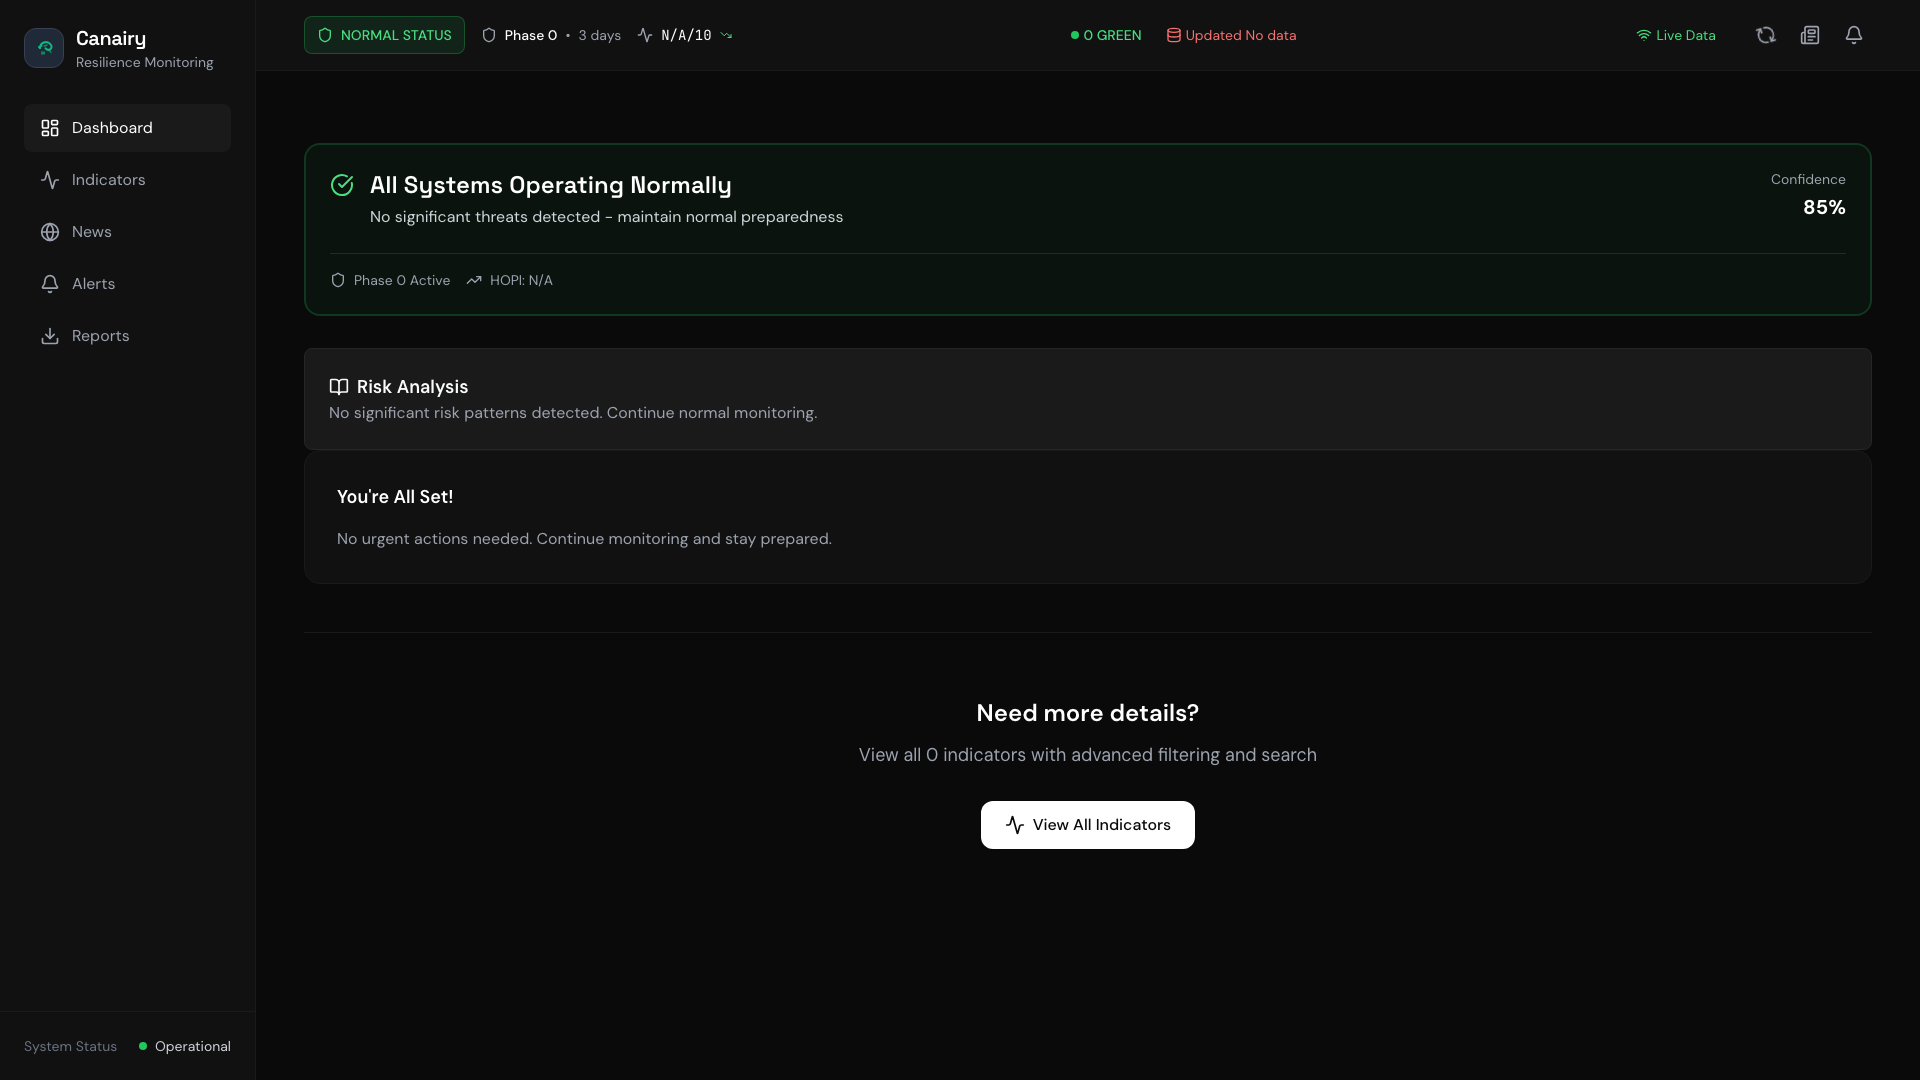 Canairy
Resilience Monitoring
Dashboard
Indicators
News
Alerts
Reports
System Status
Operational
NORMAL STATUS
Phase 0 • 3 days
N/A/10
0 GREEN
Updated No data
Live Data
All Systems Operating Normally
No significant threats detected - maintain normal preparedness
Confidence
85%
Phase 0 Active
HOPI: N/A
Risk Analysis
No significant risk patterns detected. Continue normal monitoring.
You're All Set!
No urgent actions needed. Continue monitoring and stay prepared.
Need more details?
View all 0 indicators with advanced filtering and search
View All Indicators